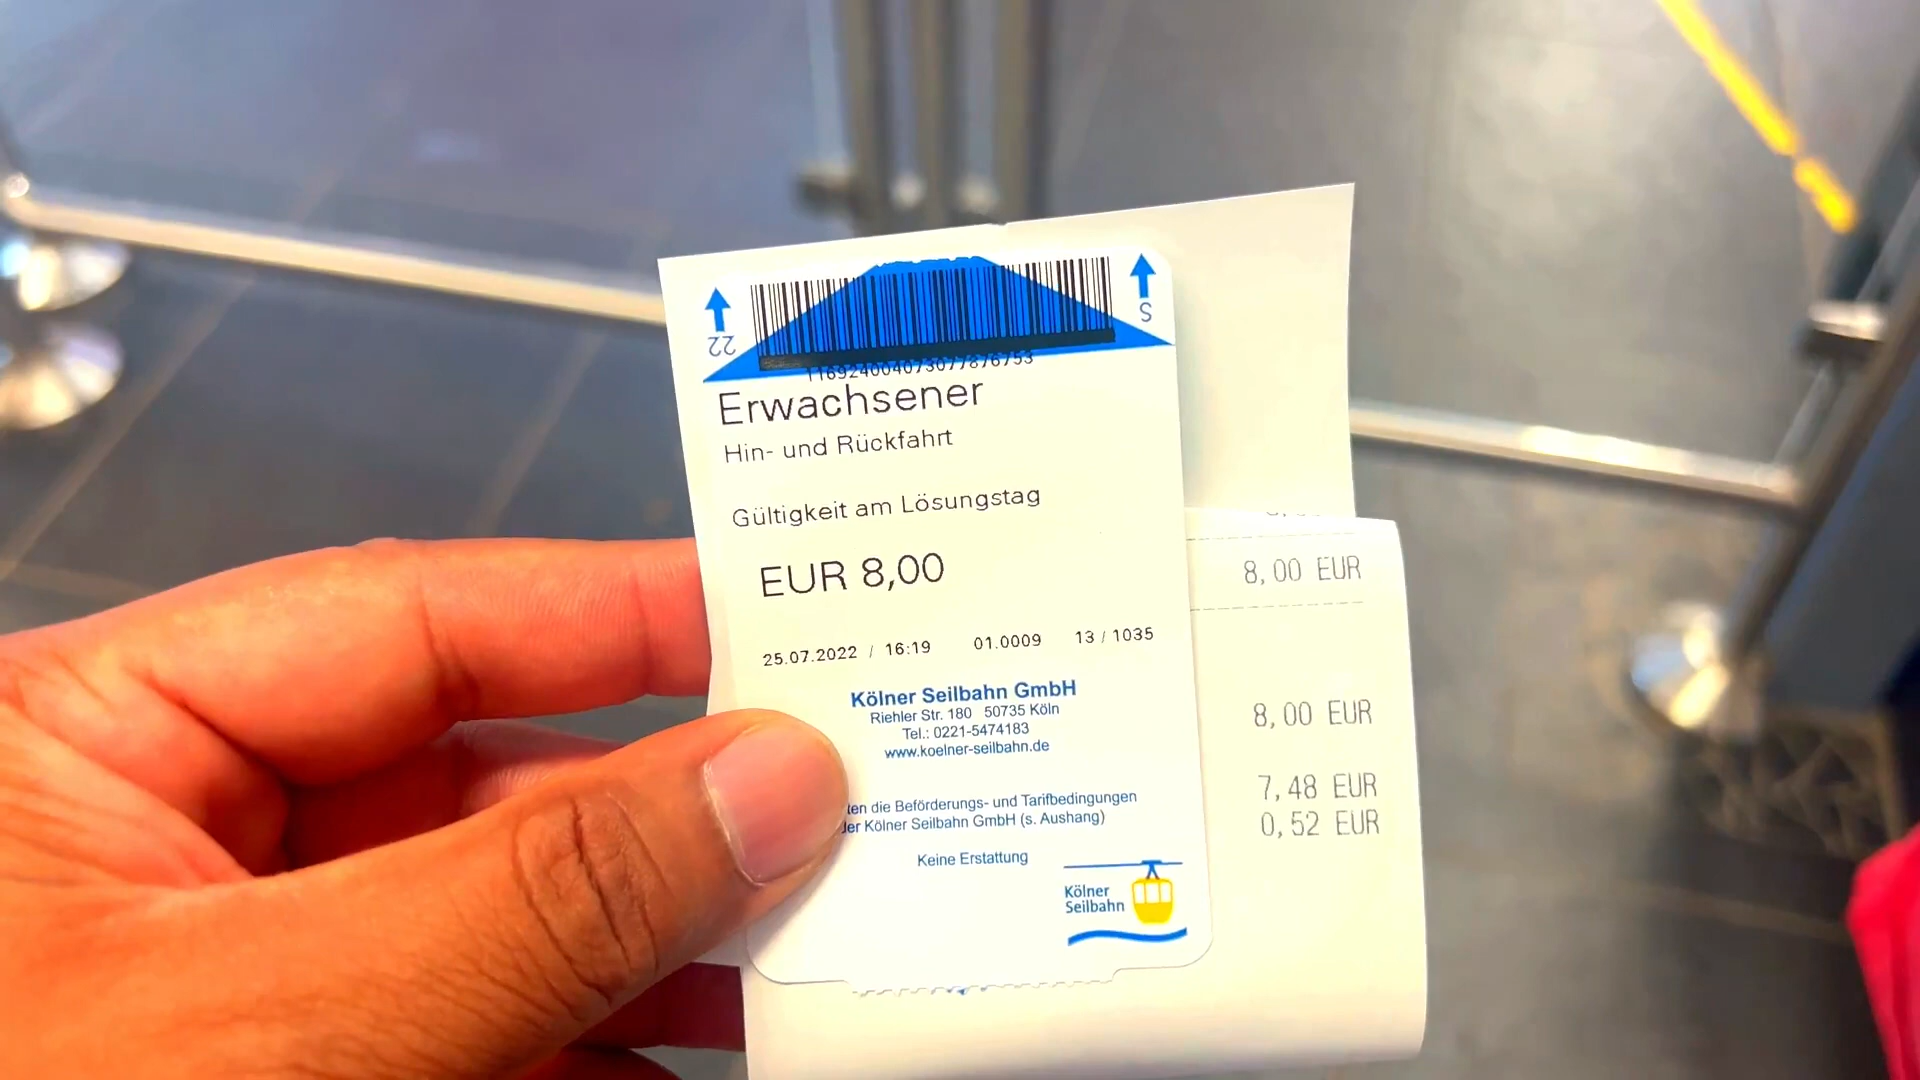 22
S
11692400407307787 6753
Erwachsener
Hin- und Rückfahrt
Gültigkeit am Lösungstag
EUR 8,00
25.07.2022 / 16:19 01.0009 13 / 1035
Kölner Seilbahn GmbH
Riehler Str. 180 50735 Köln
Tel.: 0221-5474183
www.koelner-seilbahn.de
die Beförderungs- und Tarifbedingungen
Kölner Seilbahn GmbH (s. Aushang)
Keine Erstattung
Kölner
Seilbahn
8,00 EUR
8,00 EUR
7,48 EUR
0,52 EUR